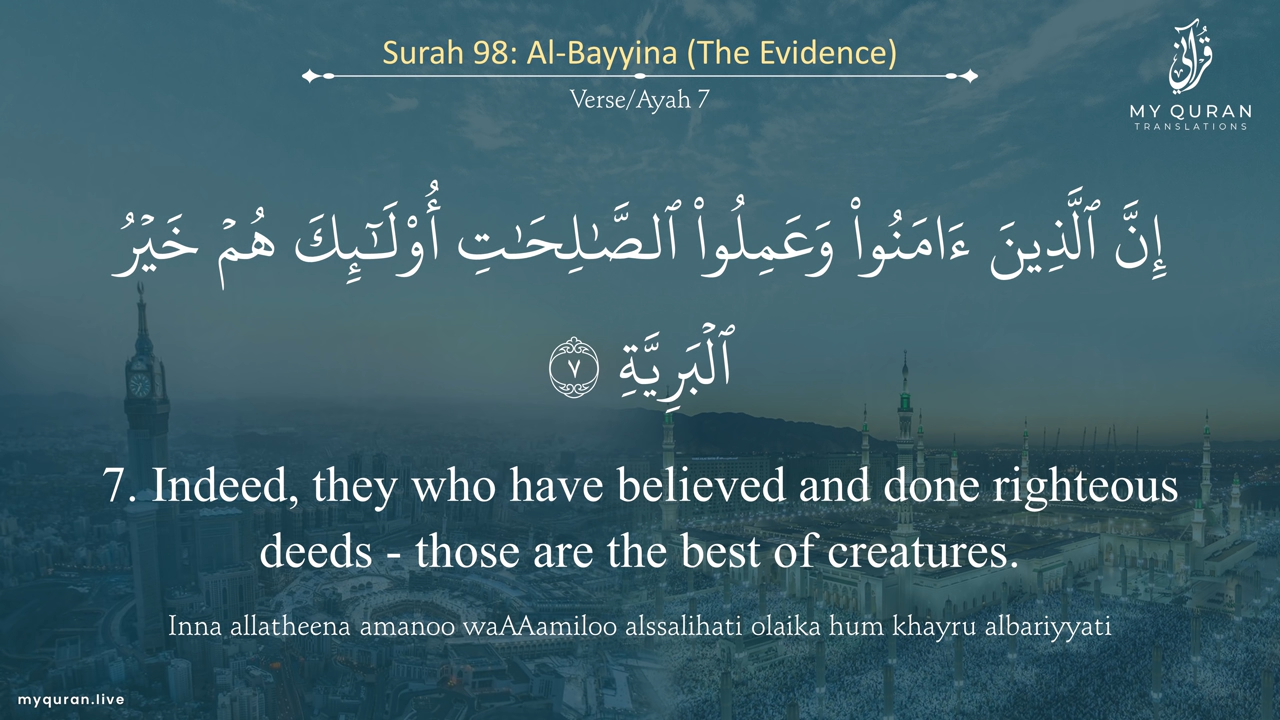 Surah 98: Al-Bayyina (The Evidence)
Verse/Ayah 7
قرآني
MY QURAN
TRANSLATIONS
إِنَّ ٱلَّذِينَ ءَامَنُوا۟ وَعَمِلُوا۟ ٱلصَّـٰلِحَـٰتِ أُو۟لَـٰٓئِكَ هُمْ خَيْرُ
ٱلْبَرِيَّةِ ٧
7. Indeed, they who have believed and done righteous
deeds - those are the best of creatures.
Inna allatheena amanoo waAAamiloo alssalihati olaika hum khayru albariyyati
myquran.live